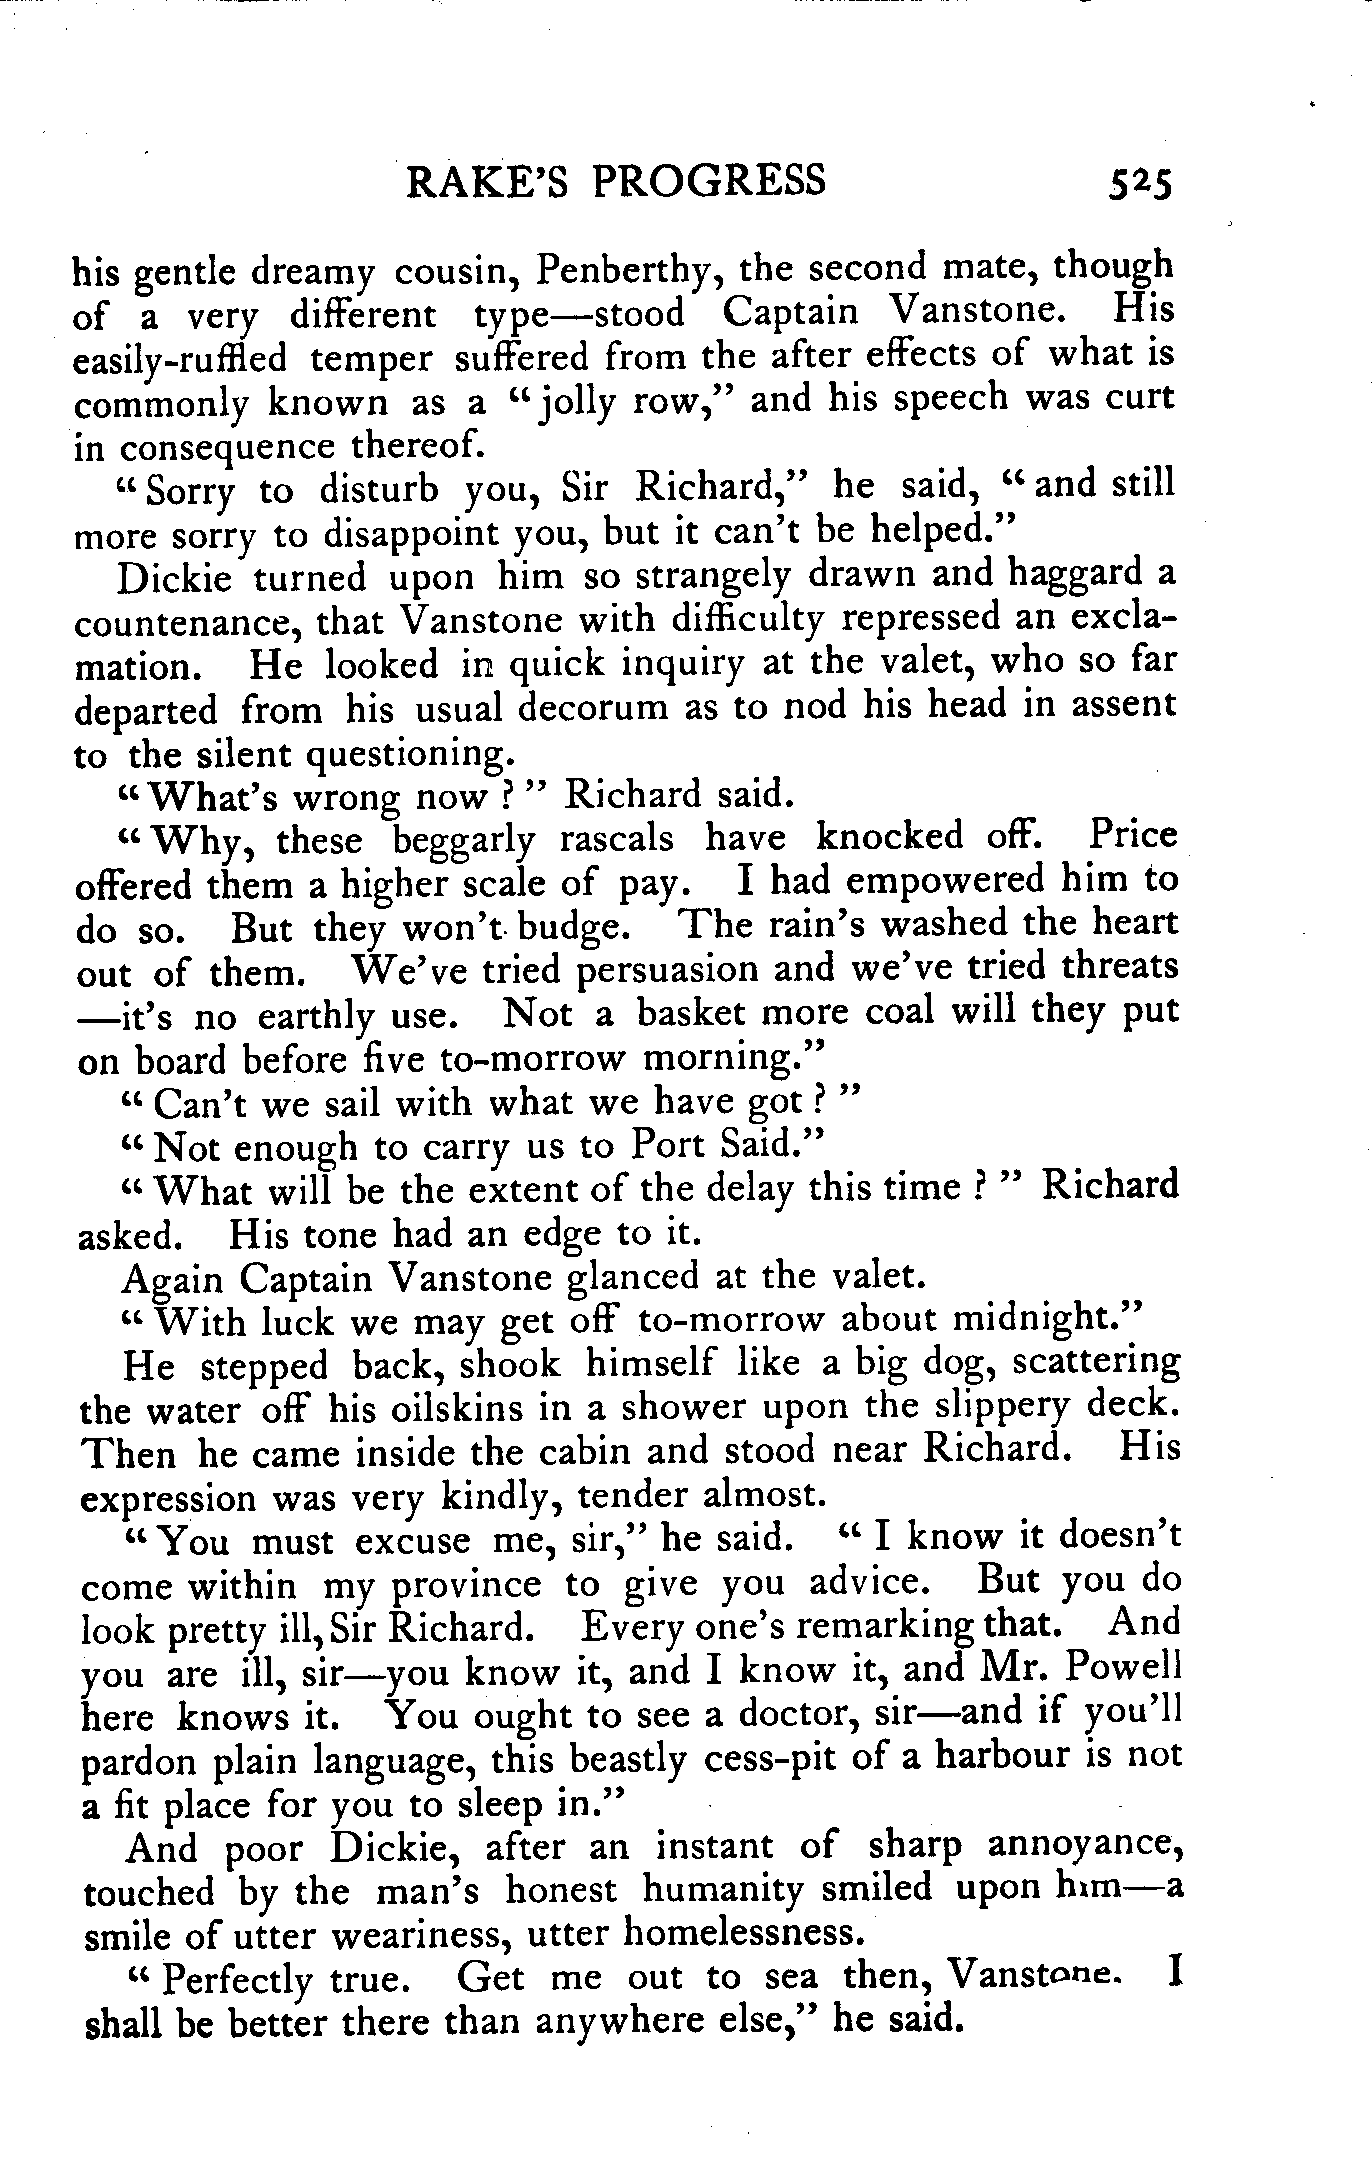 RAKE'S PROGRESS 525
his gentle dreamy cousin, Penberthy, the second mate, though
of a very different type—stood Captain Vanstone. His
easily-ruffled temper suffered from the after effects of what is
commonly known as a "jolly row," and his speech was curt
in consequence thereof.
"Sorry to disturb you, Sir Richard," he said, "and still
more sorry to disappoint you, but it can't be helped."
Dickie turned upon him so strangely drawn and haggard a
countenance, that Vanstone with difficulty repressed an excla-
mation. He looked in quick inquiry at the valet, who so far
departed from his usual decorum as to nod his head in assent
to the silent questioning.
"What's wrong now?" Richard said.
"Why, these beggarly rascals have knocked off. Price
offered them a higher scale of pay. I had empowered him to
do so. But they won't budge. The rain's washed the heart
out of them. We've tried persuasion and we've tried threats
—it's no earthly use. Not a basket more coal will they put
on board before five to-morrow morning."
"Can't we sail with what we have got?"
"Not enough to carry us to Port Said."
"What will be the extent of the delay this time?" Richard
asked. His tone had an edge to it.
Again Captain Vanstone glanced at the valet.
"With luck we may get off to-morrow about midnight."
He stepped back, shook himself like a big dog, scattering
the water off his oilskins in a shower upon the slippery deck.
Then he came inside the cabin and stood near Richard. His
expression was very kindly, tender almost.
"You must excuse me, sir," he said. "I know it doesn't
come within my province to give you advice. But you do
look pretty ill, Sir Richard. Every one's remarking that. And
you are ill, sir—you know it, and I know it, and Mr. Powell
here knows it. You ought to see a doctor, sir—and if you'll
pardon plain language, this beastly cess-pit of a harbour is not
a fit place for you to sleep in."
And poor Dickie, after an instant of sharp annoyance,
touched by the man's honest humanity smiled upon him—a
smile of utter weariness, utter homelessness.
"Perfectly true. Get me out to sea then, Vanstone. I
shall be better there than anywhere else," he said.